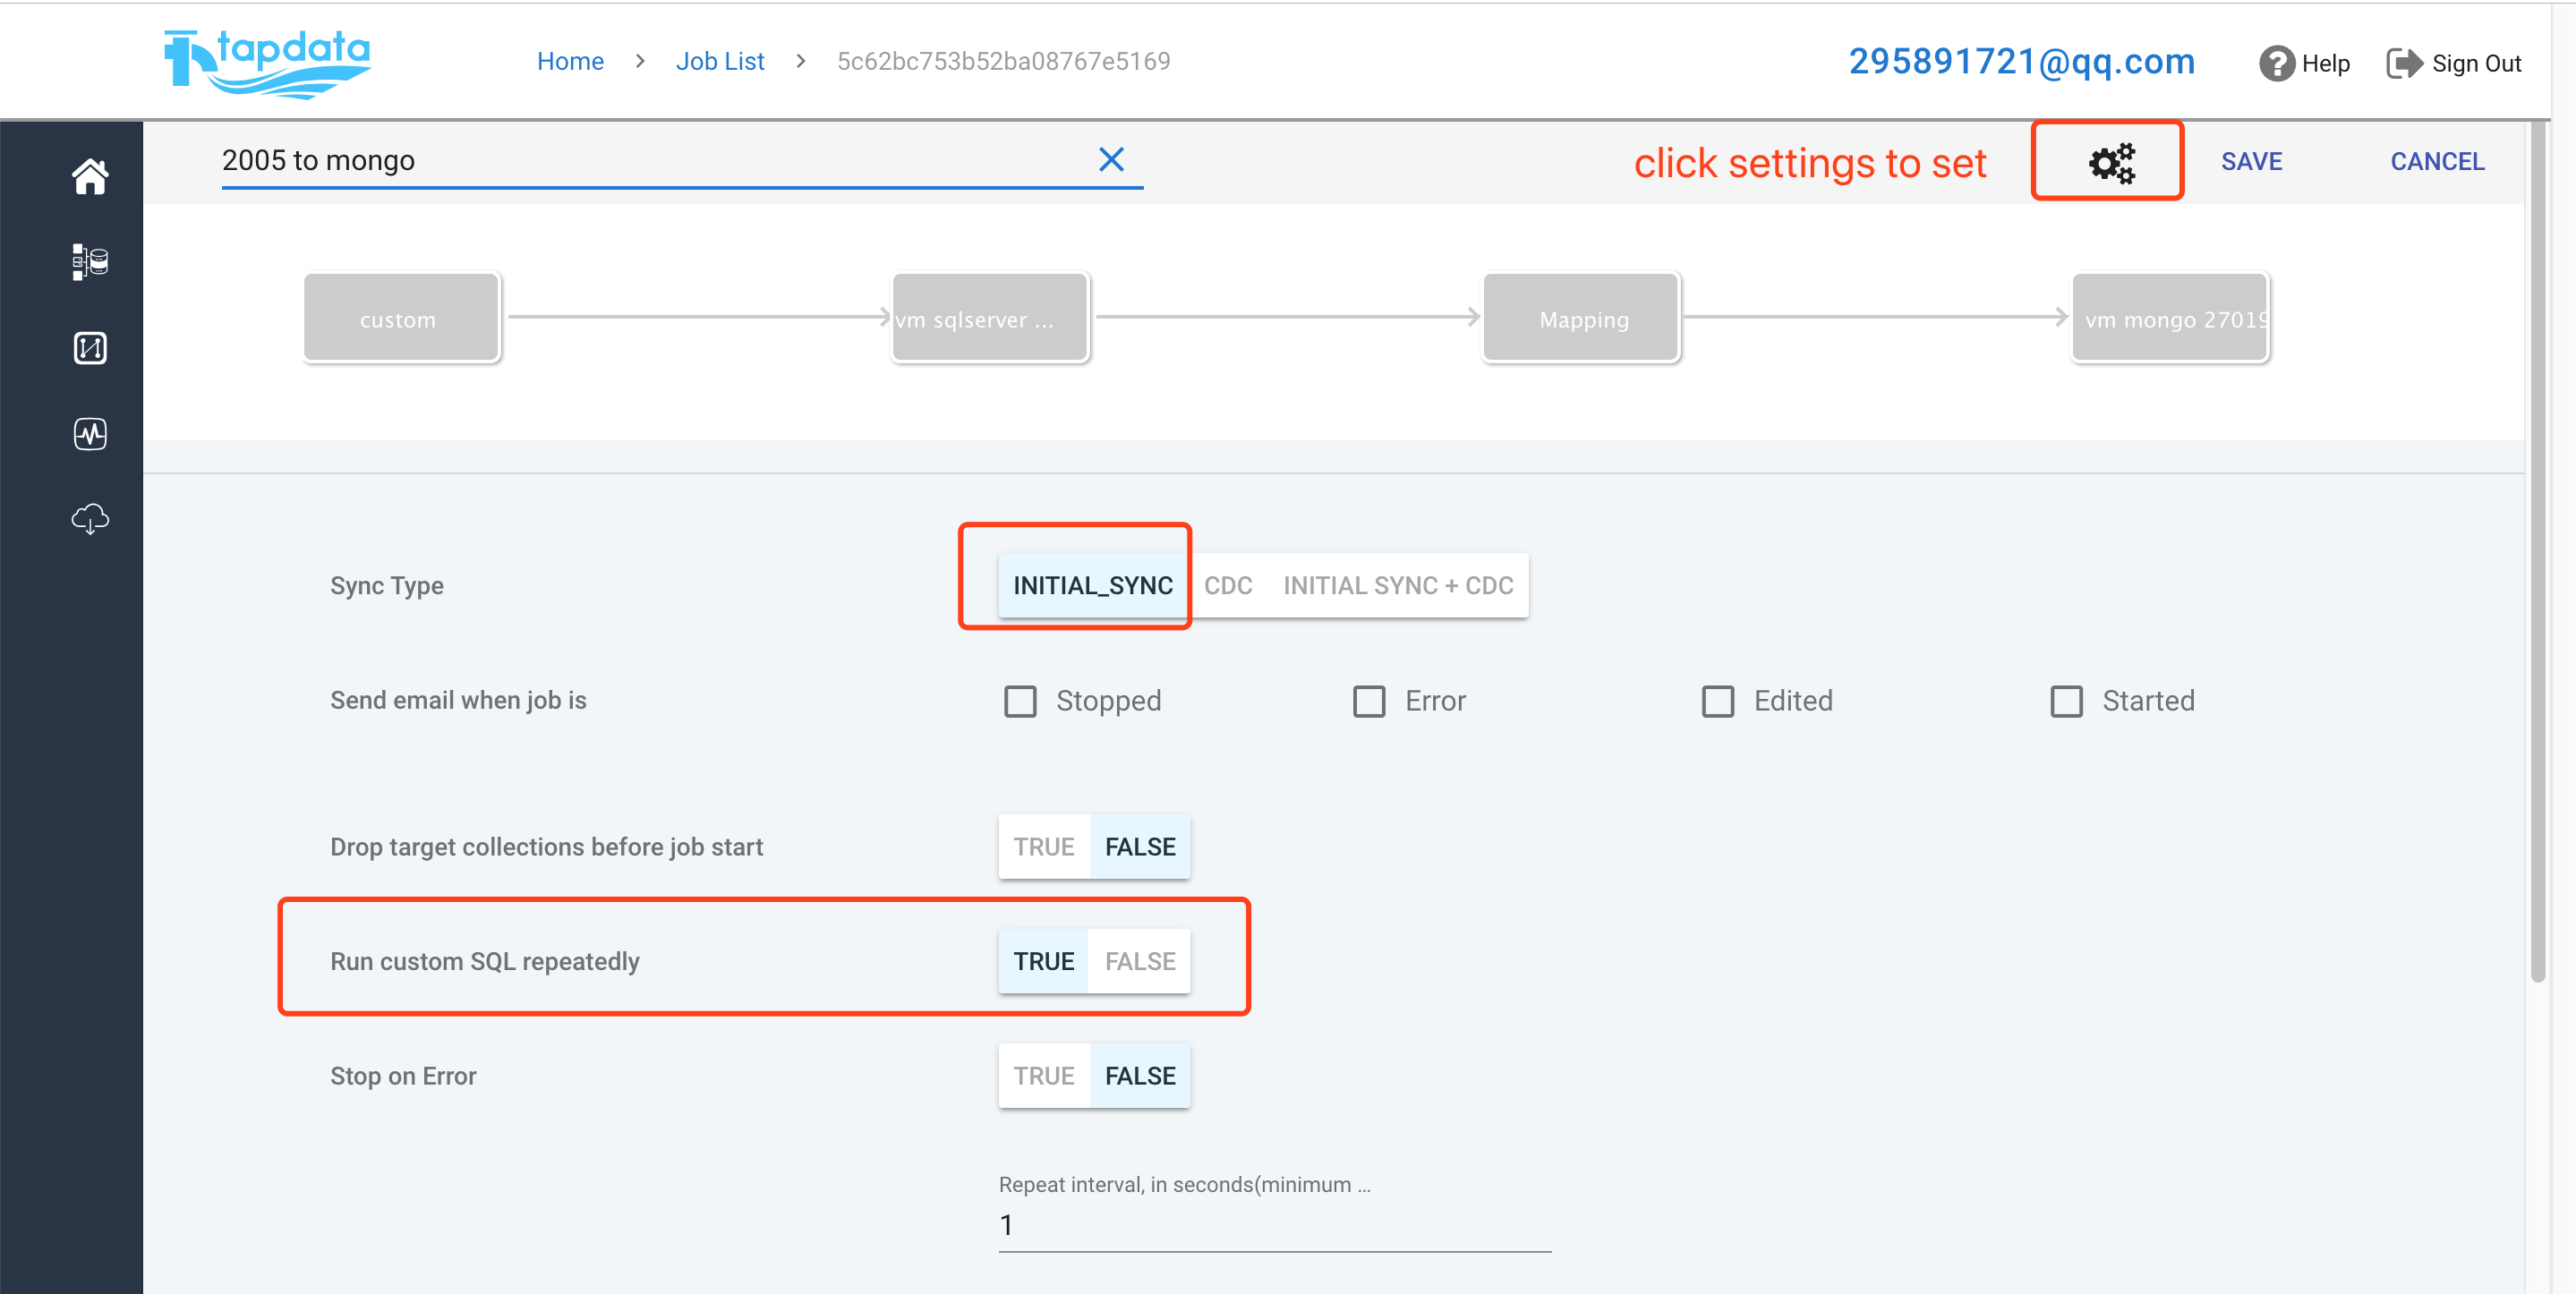 tapdata
Home > Job List > 5c62bc753b52ba08767e5169
295891721@qq.com
Help
Sign Out
2005 to mongo
click settings to set
SAVE
CANCEL
custom
vm sqlserver ...
Mapping
vm mongo 27019
Sync Type
INITIAL_SYNC
CDC
INITIAL SYNC + CDC
Send email when job is
Stopped
Error
Edited
Started
Drop target collections before job start
TRUE
FALSE
Run custom SQL repeatedly
TRUE
FALSE
Stop on Error
TRUE
FALSE
Repeat interval, in seconds(minimum ...
1